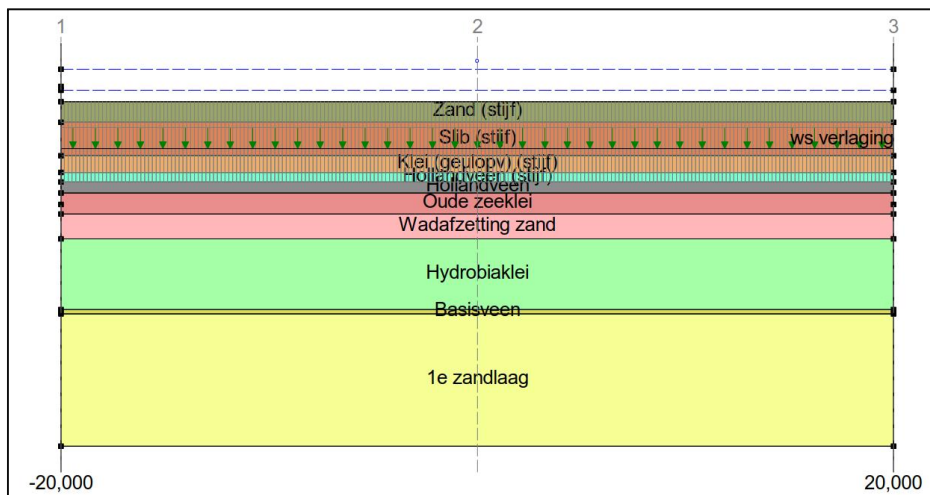 1 2 3
Zand (stijf)
Slib (stijf)
ws verlaging
Klei (geulopv) (stijf)
Hollandveen (stijf)
Hollandveen
Oude zeeklei
Wadafzetting zand
Hydrobiaklei
Basisveen
1e zandlaag
-20,000 20,000